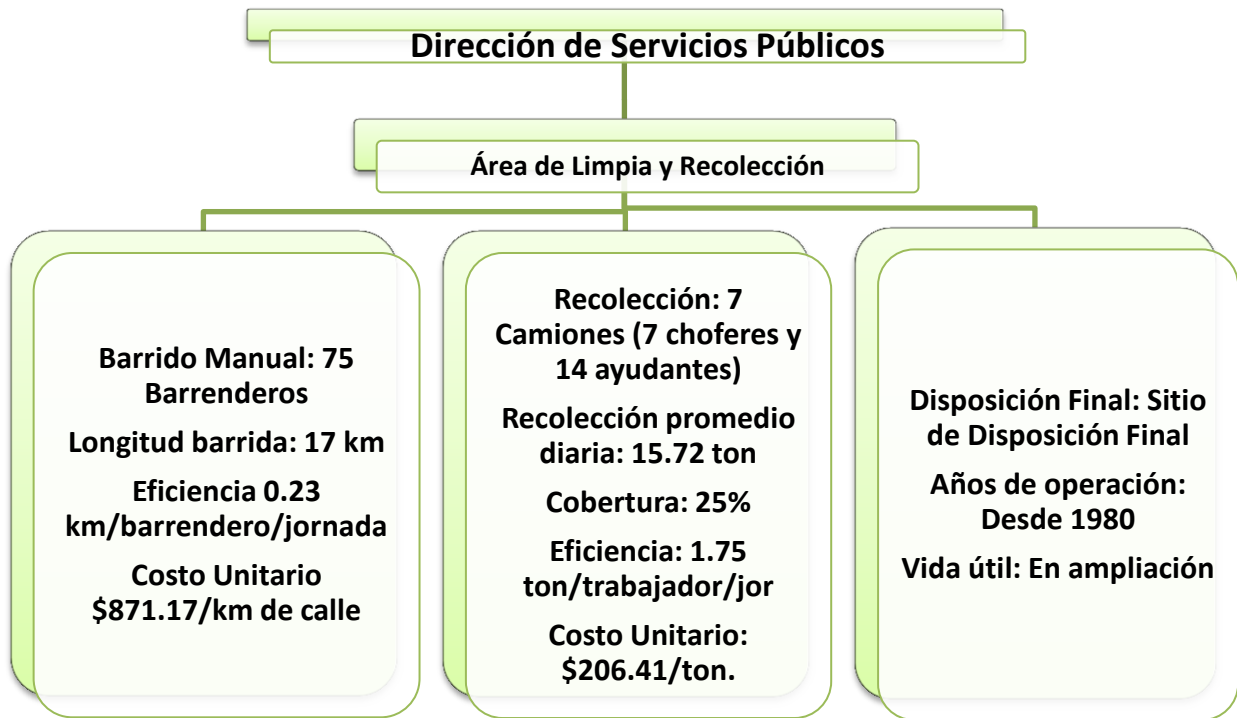 Dirección de Servicios Públicos
Área de Limpia y Recolección
Barrido Manual: 75
Barrenderos
Longitud barrida: 17 km
Eficiencia 0.23
km/barrendero/jornada
Costo Unitario
$871.17/km de calle
Recolección: 7
Camiones (7 choferes y
14 ayudantes)
Recolección promedio
diaria: 15.72 ton
Cobertura: 25%
Eficiencia: 1.75
ton/trabajador/jor
Costo Unitario:
$206.41/ton.
Disposición Final: Sitio
de Disposición Final
Años de operación:
Desde 1980
Vida útil: En ampliación